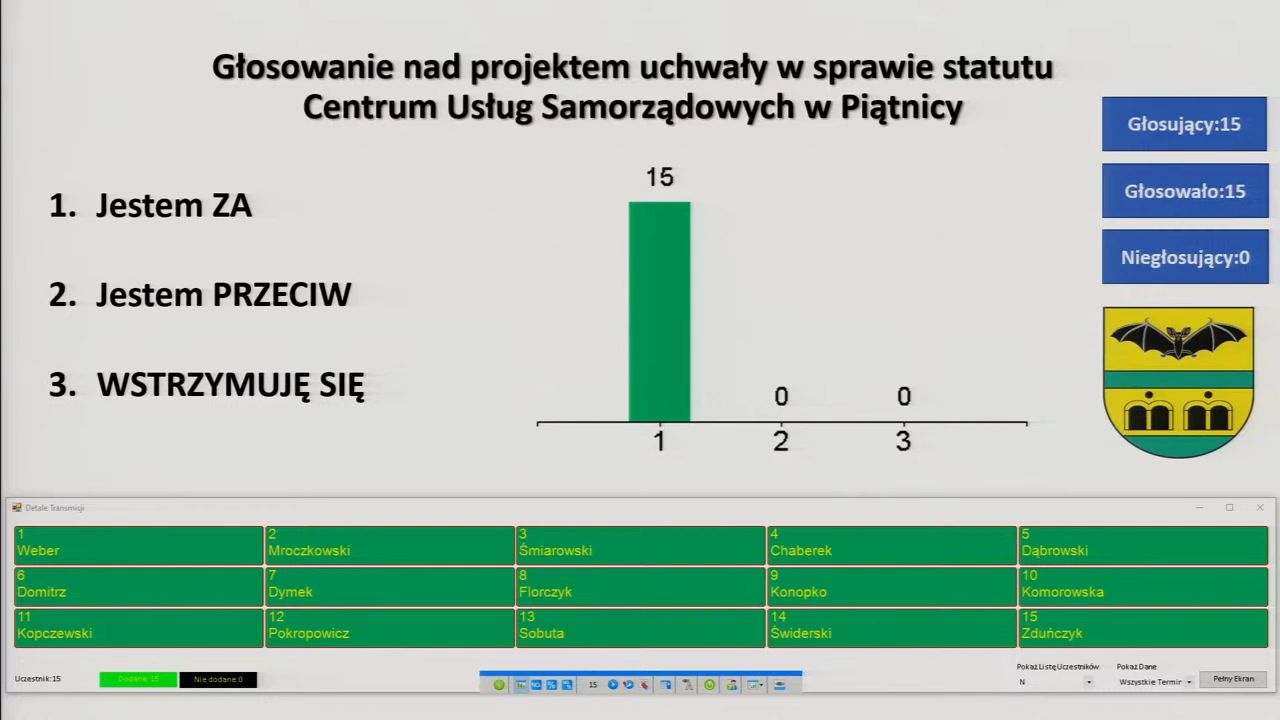 Głosowanie nad projektem uchwały w sprawie statutu
Centrum Usług Samorządowych w Piątnicy
Głosujący:15
Głosowało:15
Niegłosujący:0
1. Jestem ZA
2. Jestem PRZECIW
3. WSTRZYMUJĘ SIĘ
15
0
0
1
2
3
Detale Transmicji
1 Weber
2 Mroczkowski
3 Śmiarowski
4 Chaberek
5 Dąbrowski
6 Domitrz
7 Dymek
8 Florczyk
9 Konopko
10 Komorowska
11 Kopczewski
12 Pokropowicz
13 Sobuta
14 Świderski
15 Zduńczyk
Uczestnik:15
Dodane:15
Nie dodane:0
15
Pokaż Listę Uczestników
N
Pokaż Dane
Wszystkie Termir
Pełny Ekran